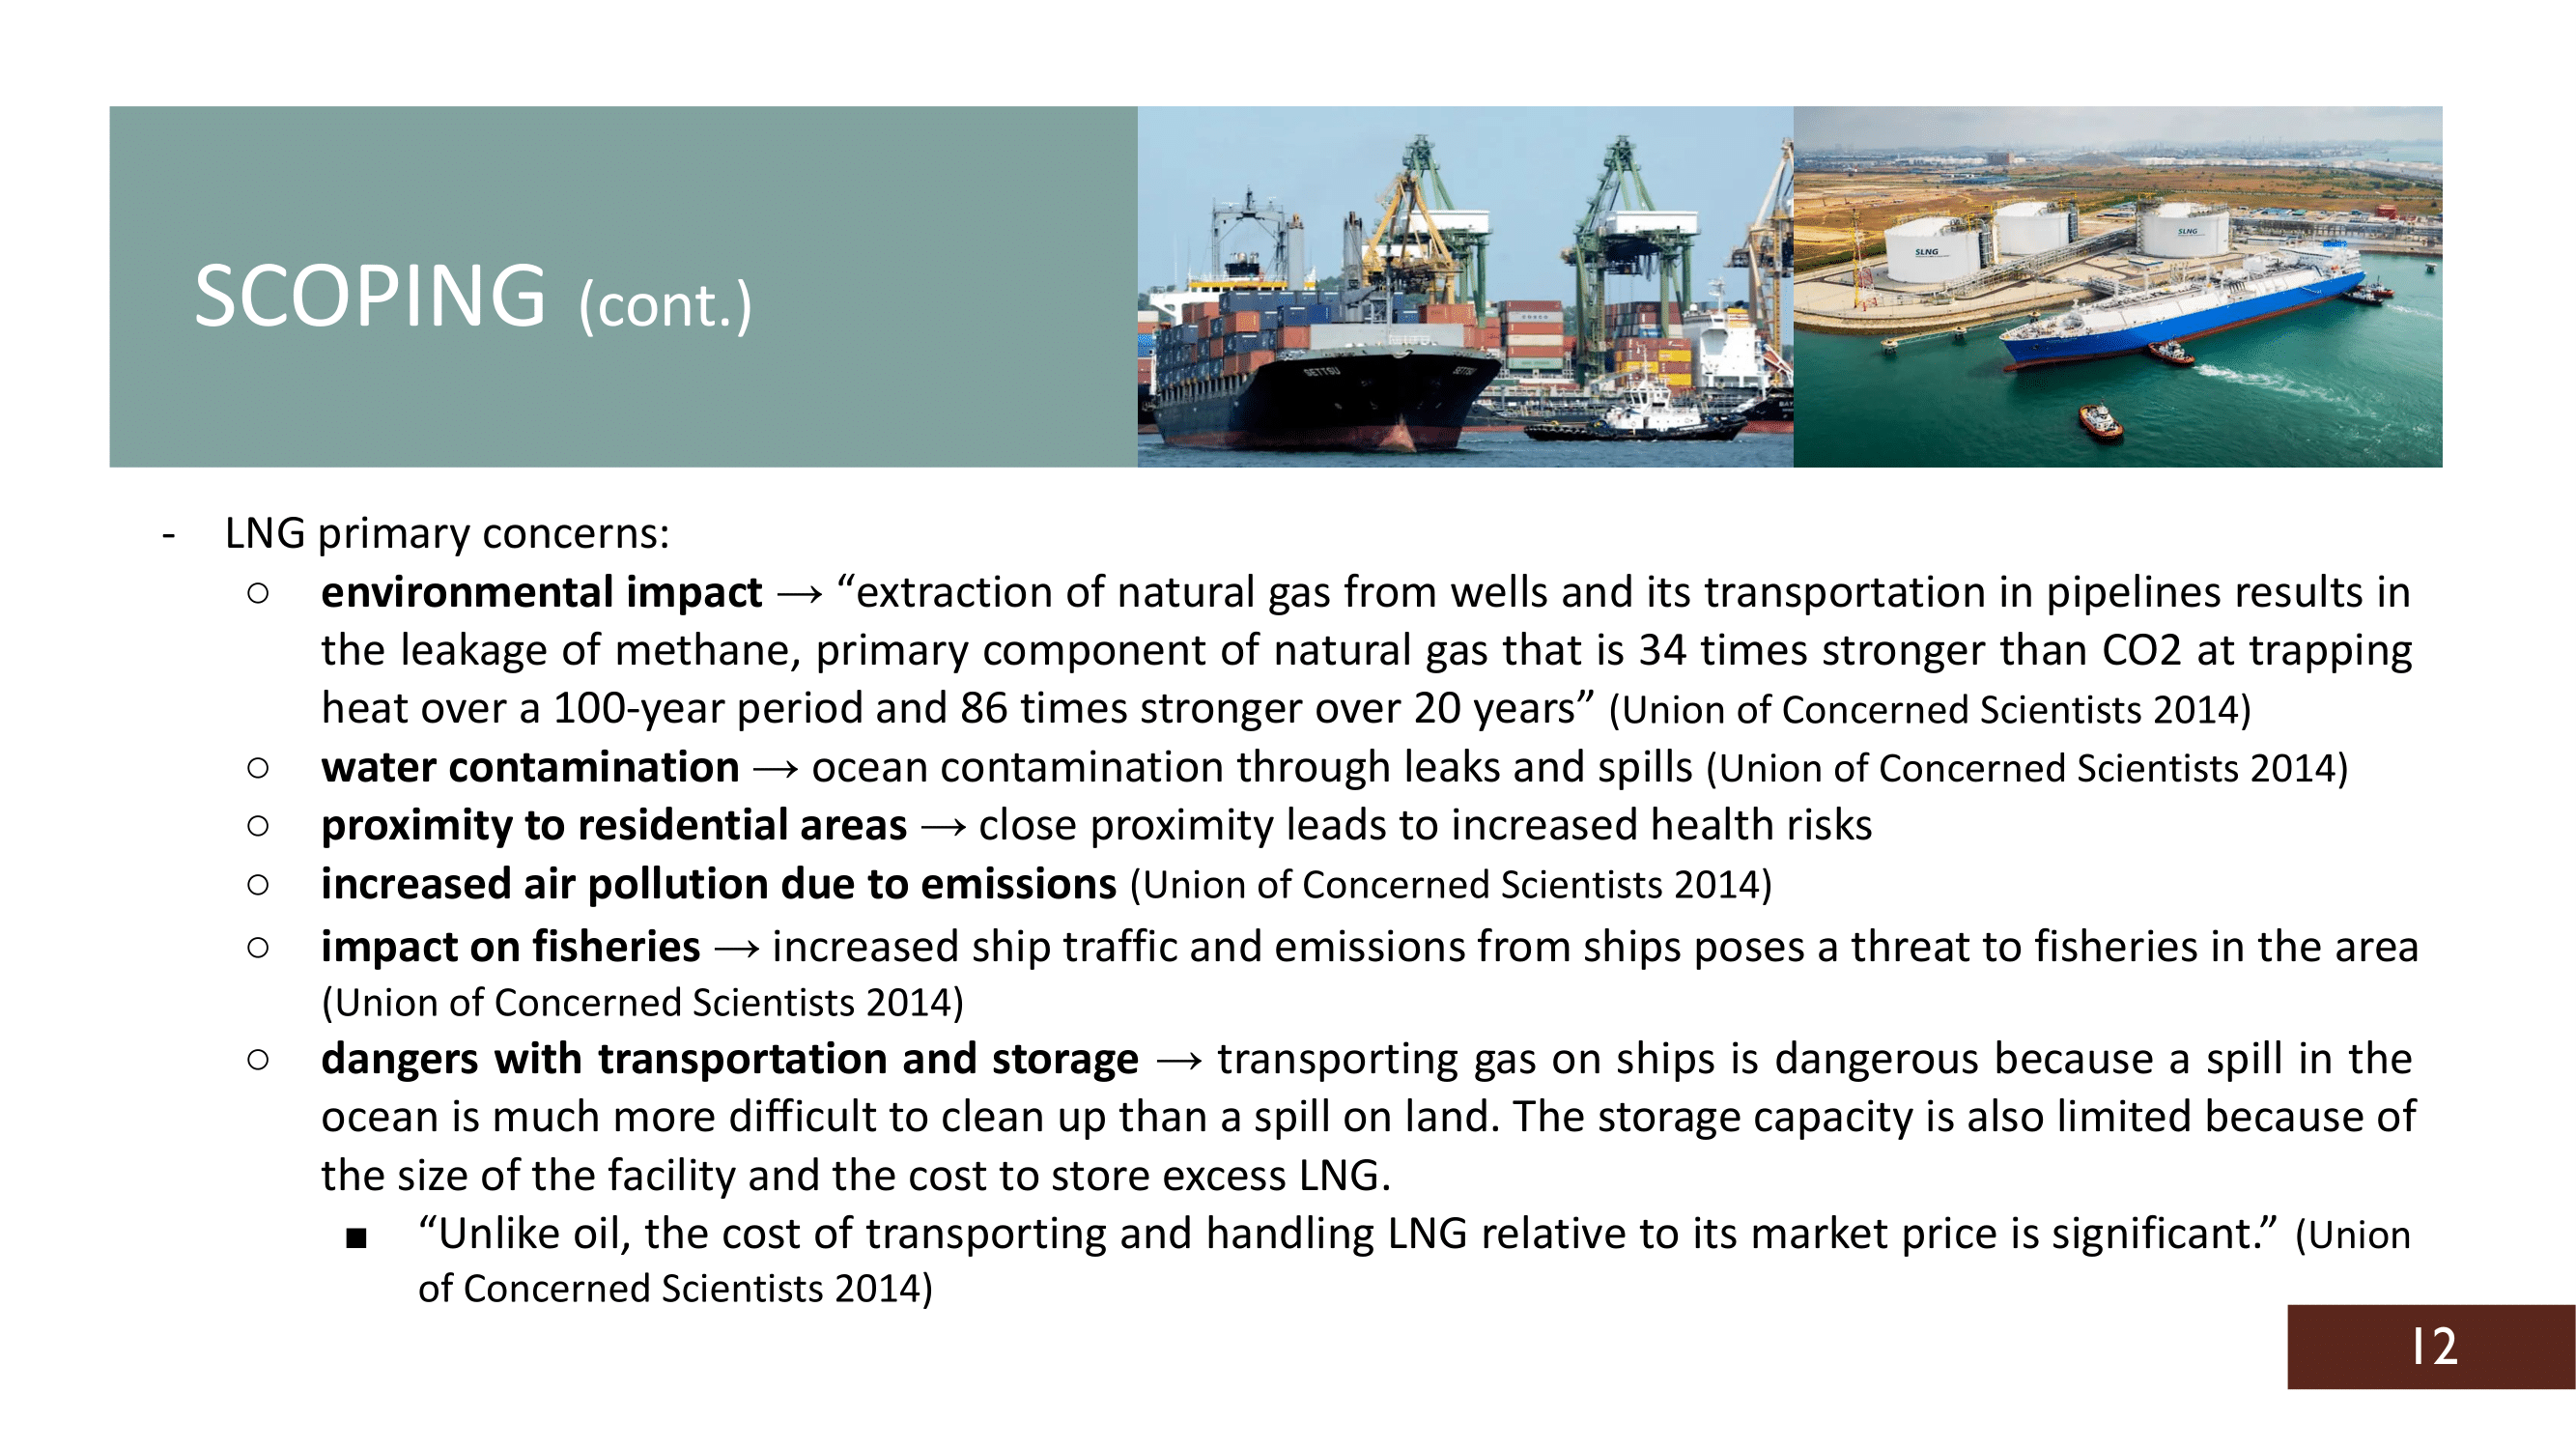 SCOPING (cont.)
SETTSU
SETTSU
BAY
SLNG
SLNG
- LNG primary concerns:
○ environmental impact → “extraction of natural gas from wells and its transportation in pipelines results in
the leakage of methane, primary component of natural gas that is 34 times stronger than CO2 at trapping
heat over a 100-year period and 86 times stronger over 20 years” (Union of Concerned Scientists 2014)
○ water contamination → ocean contamination through leaks and spills (Union of Concerned Scientists 2014)
○ proximity to residential areas → close proximity leads to increased health risks
○ increased air pollution due to emissions (Union of Concerned Scientists 2014)
○ impact on fisheries → increased ship traffic and emissions from ships poses a threat to fisheries in the area
(Union of Concerned Scientists 2014)
○ dangers with transportation and storage → transporting gas on ships is dangerous because a spill in the
ocean is much more difficult to clean up than a spill on land. The storage capacity is also limited because of
the size of the facility and the cost to store excess LNG.
■ “Unlike oil, the cost of transporting and handling LNG relative to its market price is significant.” (Union
of Concerned Scientists 2014)
12